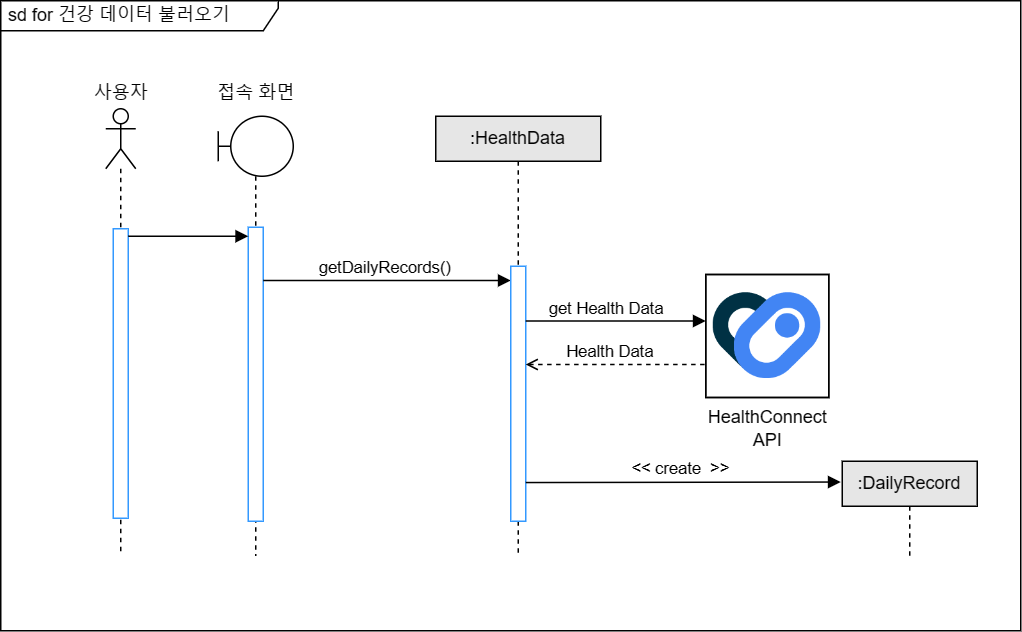 sd for 건강 데이터 불러오기
사용자
접속 화면
:HealthData
getDailyRecords()
get Health Data
Health Data
HealthConnect
API
<< create >>
:DailyRecord